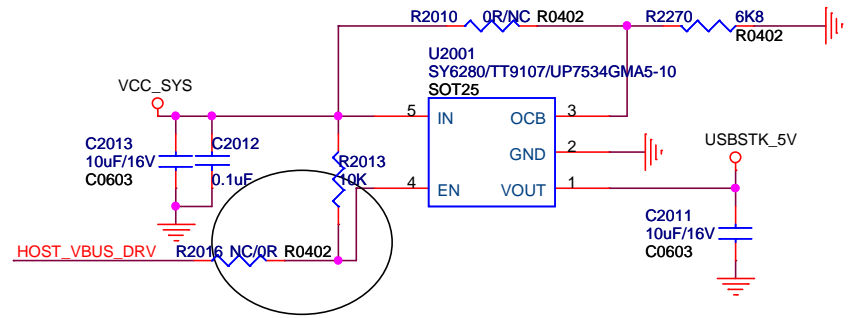 R2010 0R/NC R0402
R2270 6K8
R0402
U2001
SY6280/TT9107/UP7534GMA5-10
SOT25
VCC_SYS
5 IN OCB 3
C2013
10uF/16V
C0603
C2012
0.1uF
R2013
10K
GND 2
USBSTK_5V
4 EN VOUT 1
C2011
10uF/16V
C0603
HOST_VBUS_DRV R2016 NC/0R R0402